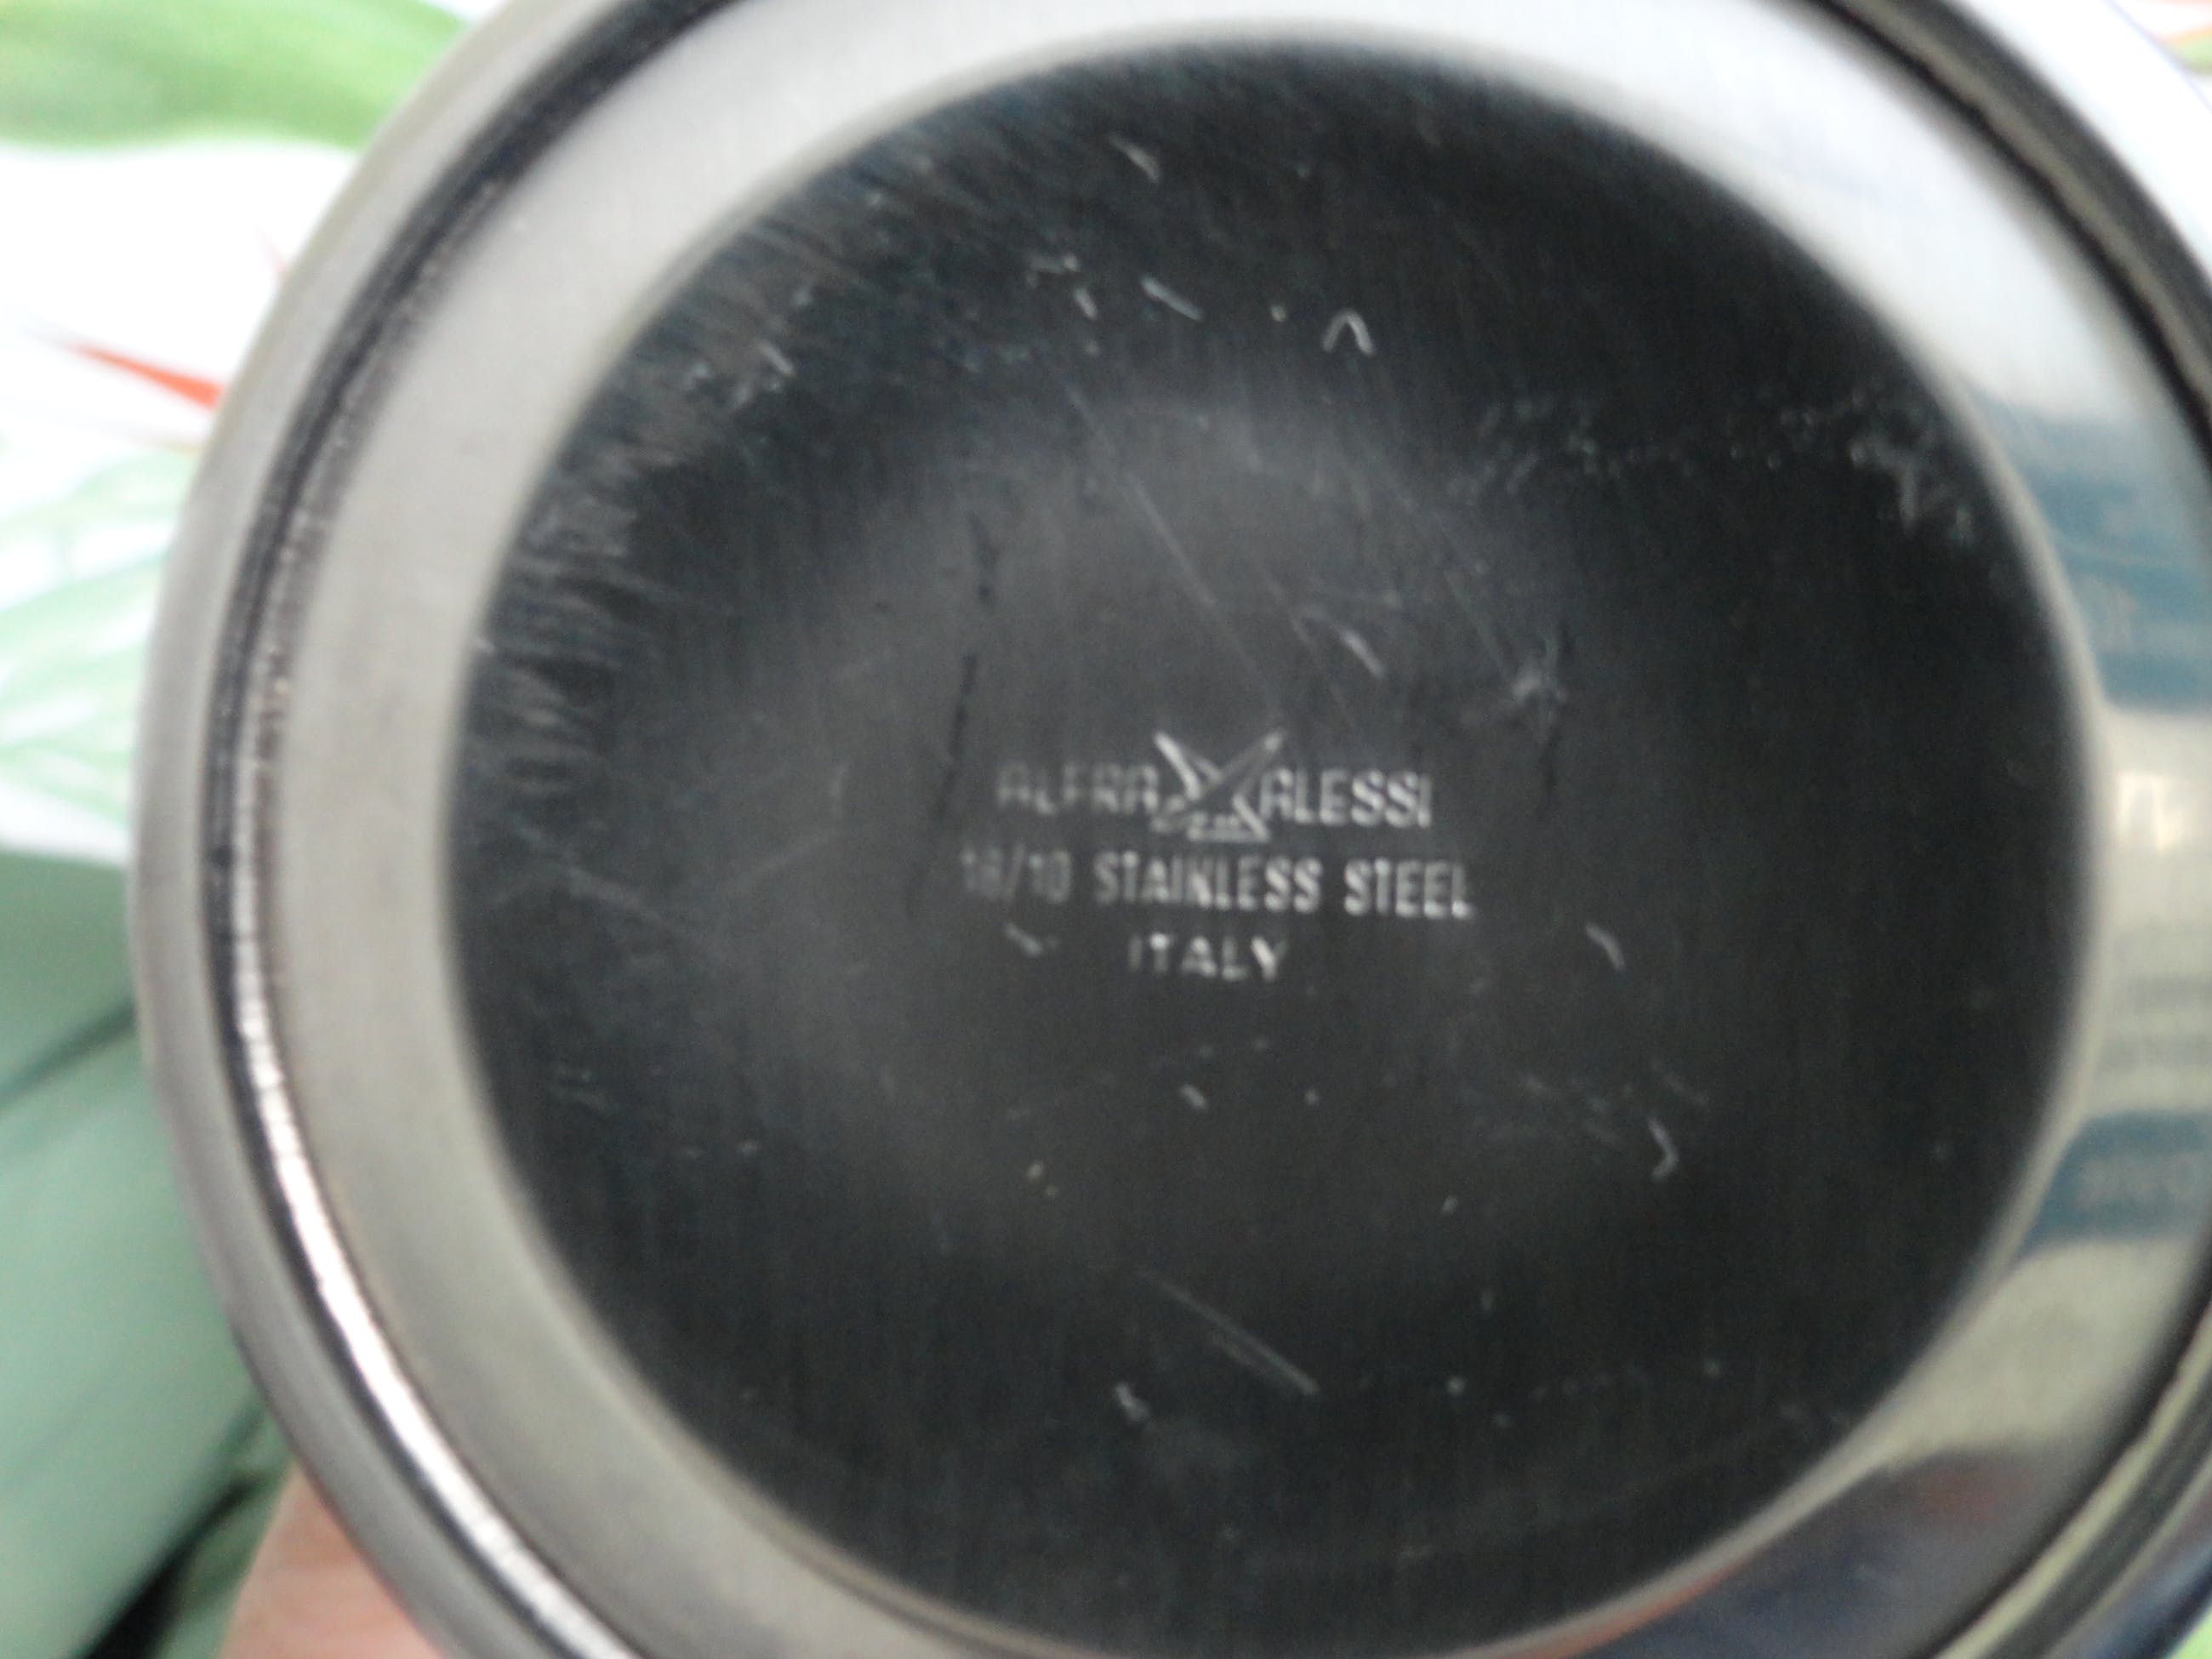 ALFRA ALESSI
18/10 STAINLESS STEEL
ITALY